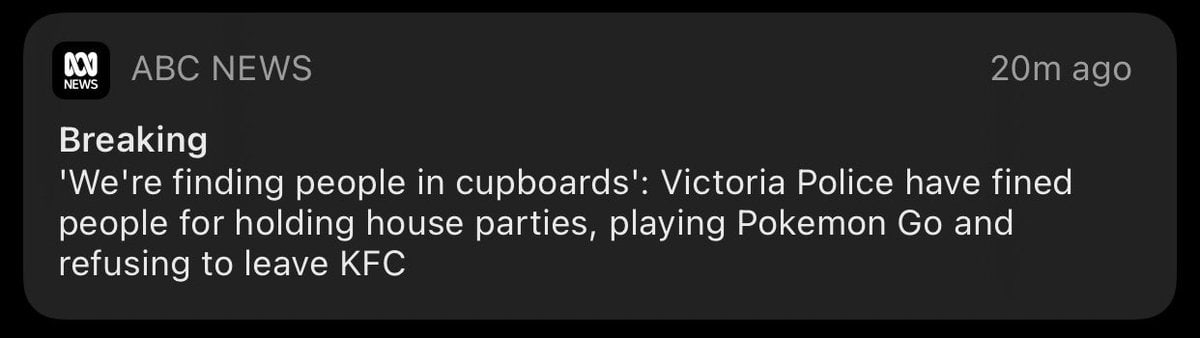 NEWS
ABC NEWS
20m ago
Breaking
'We're finding people in cupboards': Victoria Police have fined
people for holding house parties, playing Pokemon Go and
refusing to leave KFC